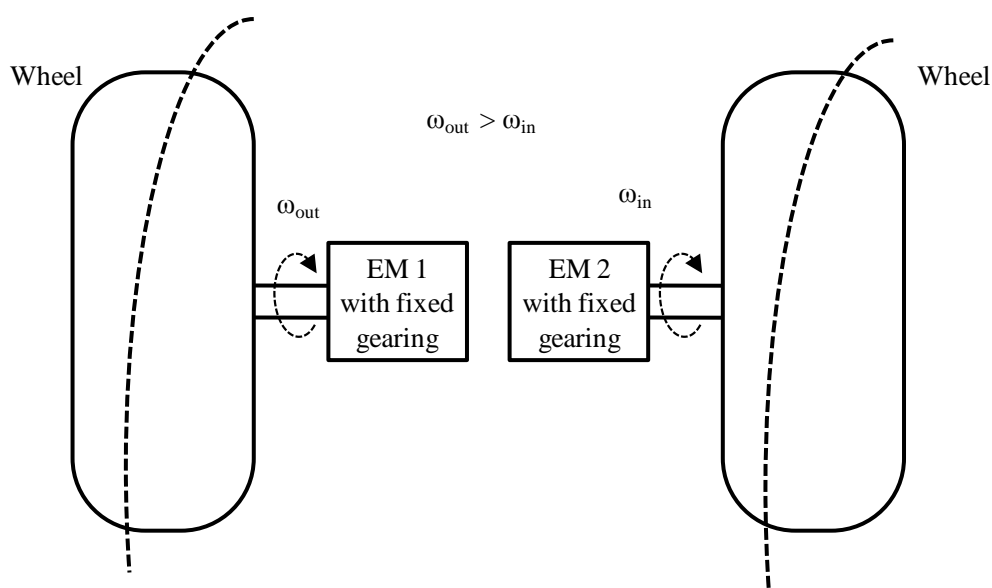 Wheel
Wheel
ω_out > ω_in
ω_out
ω_in
EM 1
with fixed
gearing
EM 2
with fixed
gearing